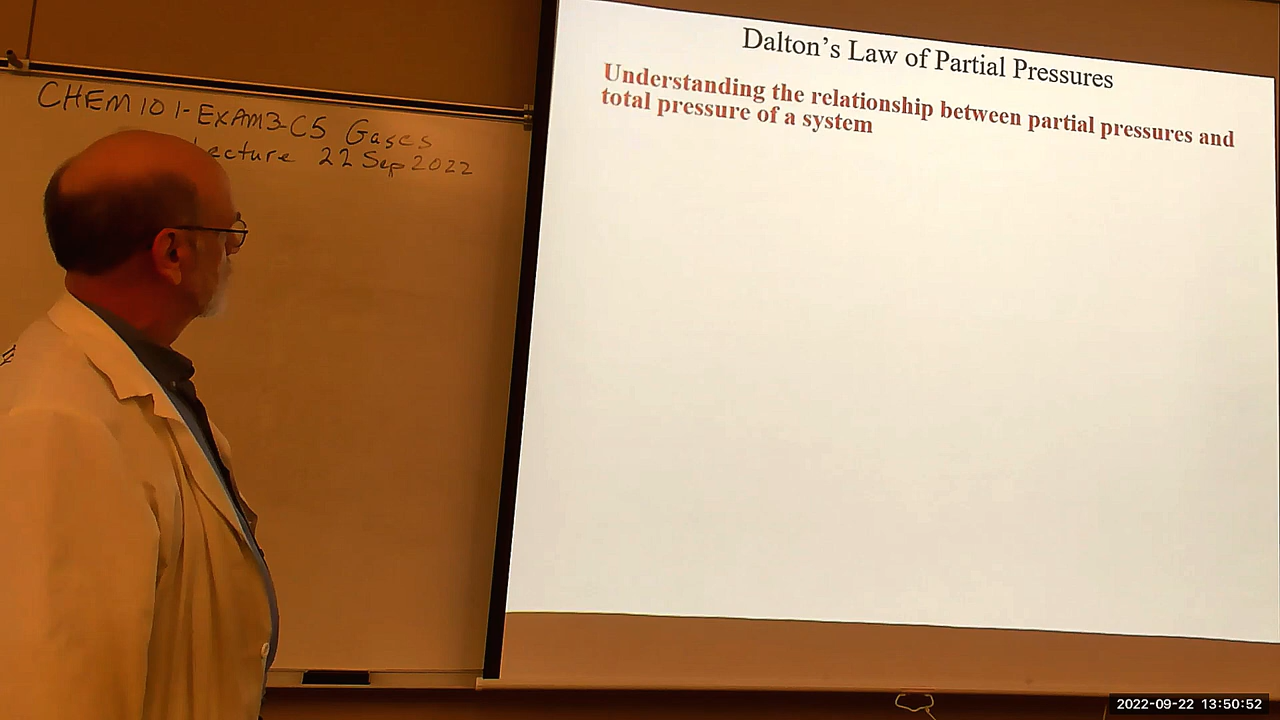 CHEM 101-EXAM3-C5 Gases
Lecture 22 Sep 2022
Dalton's Law of Partial Pressures
Understanding the relationship between partial pressures and
total pressure of a system
2022-09-22 13:50:52